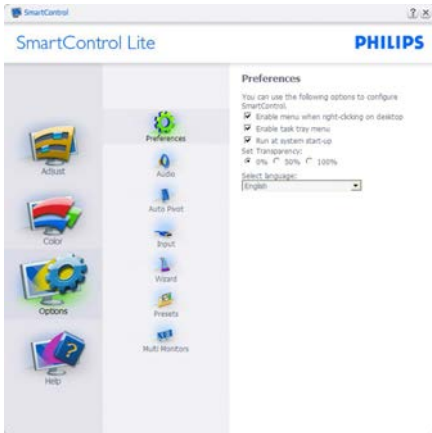 SmartControl
SmartControl Lite
PHILIPS
Adjust
Color
Options
Help
Preferences
Audio
Auto Pivot
Input
Wizard
Presets
Multi Monitors
Preferences
You can use the following options to configure
SmartControl.
Enable menu when right-clicking on desktop
Enable task tray menu
Run at system start-up
Set Transparency:
0% 50% 100%
Select language:
English